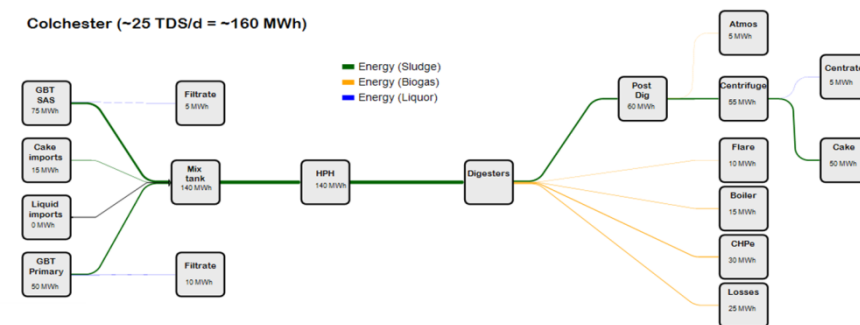 Colchester (~25 TDS/d = ~160 MWh)
Energy (Sludge)
Energy (Biogas)
Energy (Liquor)
GBT
SAS
75 MWh
Filtrate
5 MWh
Cake
imports
15 MWh
Liquid
imports
0 MWh
GBT
Primary
50 MWh
Filtrate
10 MWh
Mix
tank
140 MWh
HPH
140 MWh
Digesters
Post
Dig
60 MWh
Atmos
5 MWh
Centrifuge
55 MWh
Centrate
5 MWh
Cake
50 MWh
Flare
10 MWh
Boiler
15 MWh
CHPe
30 MWh
Losses
25 MWh